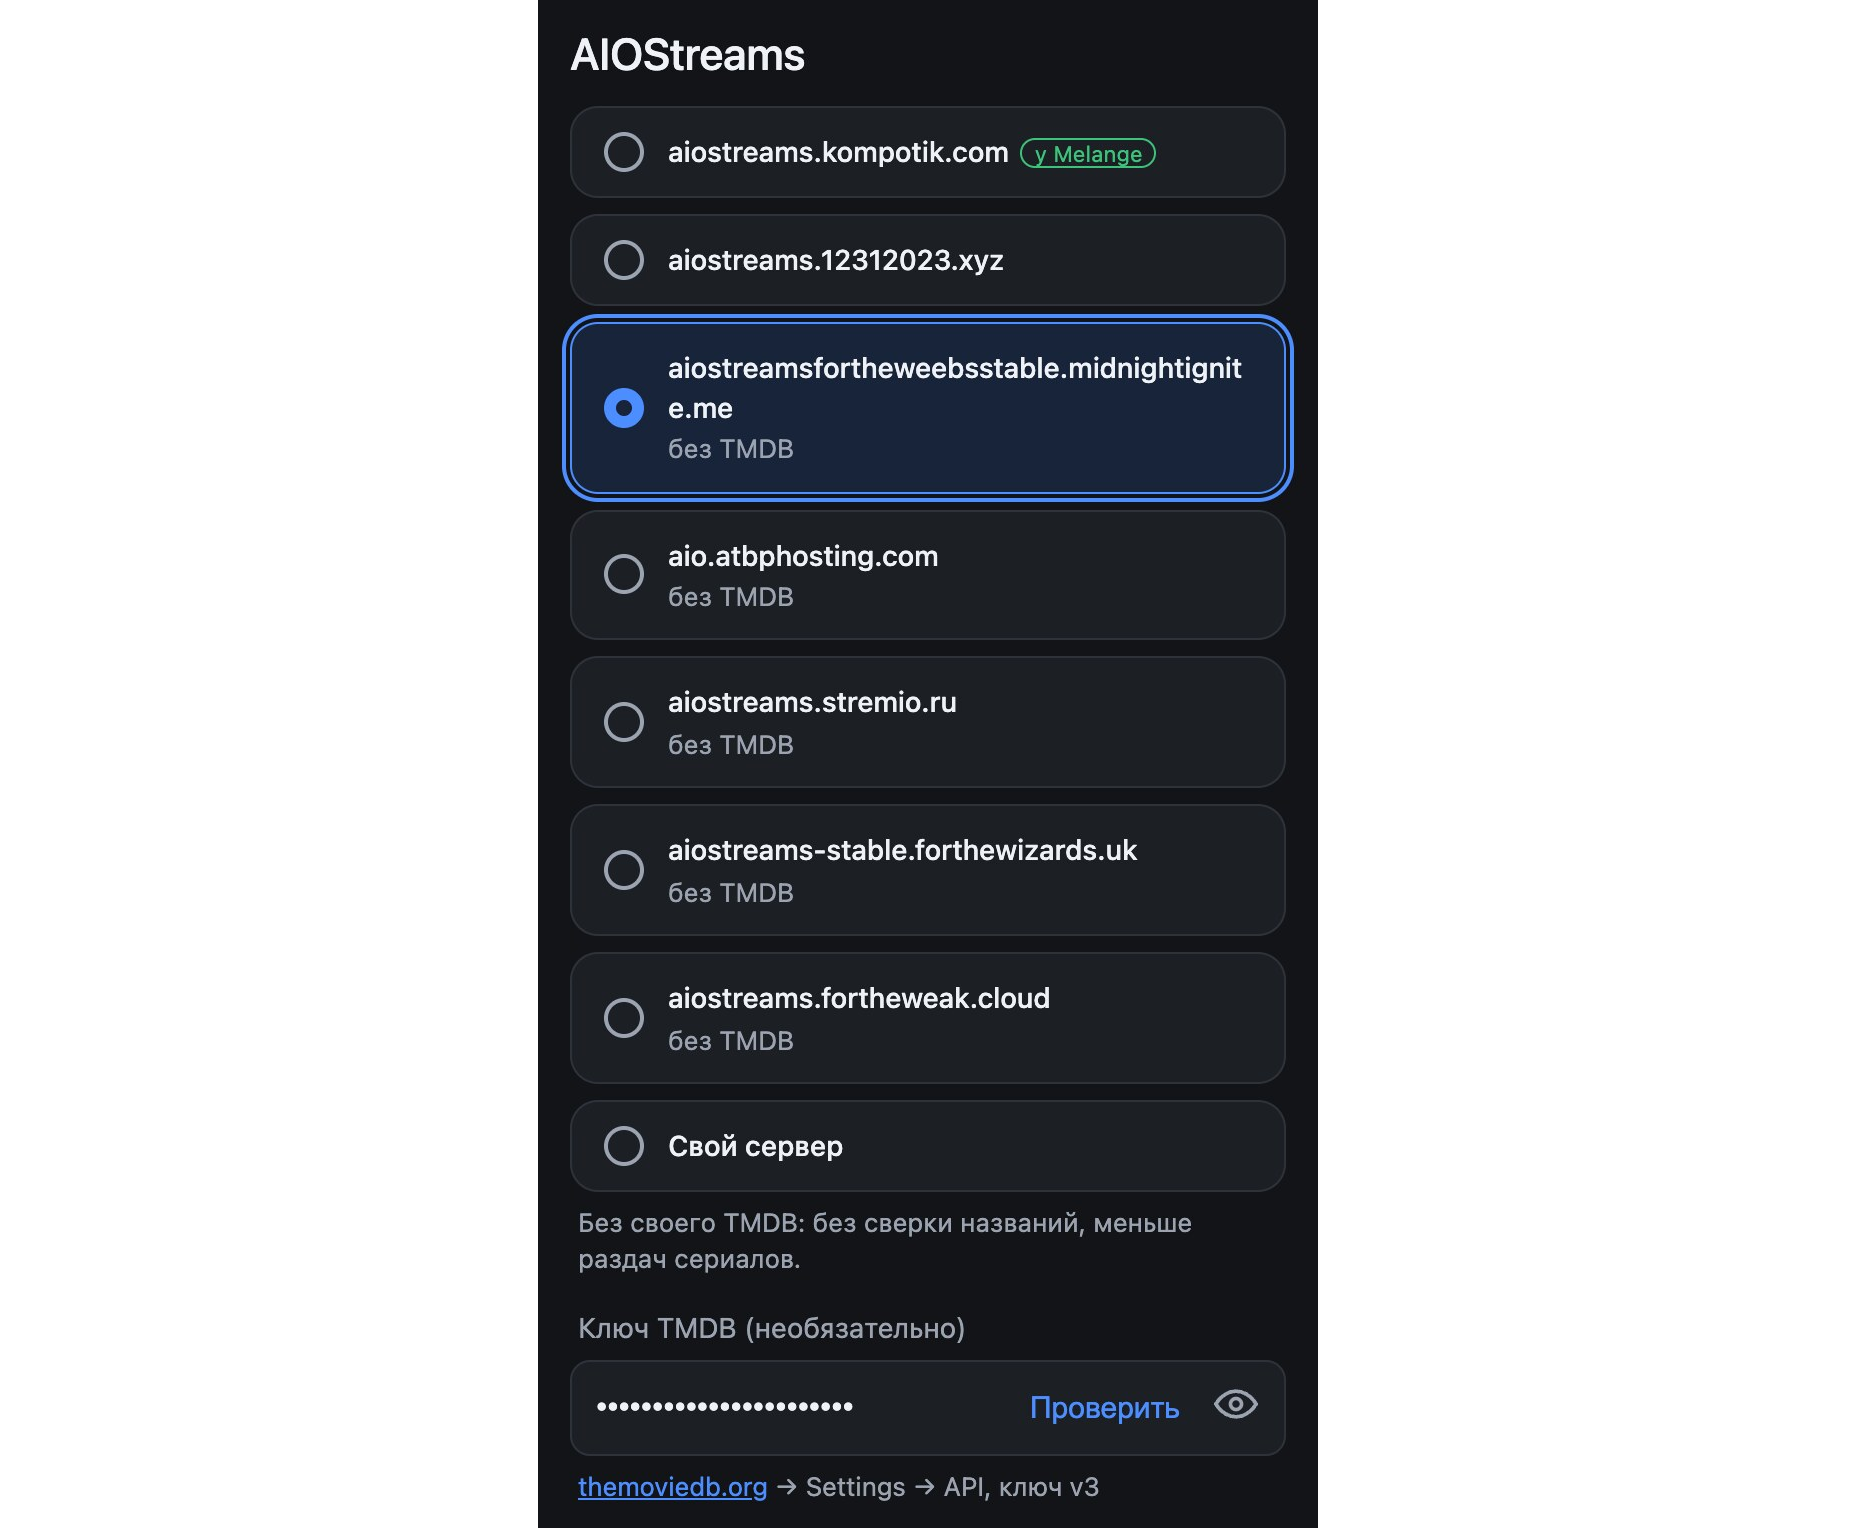 AIOStreams
aiostreams.kompotik.com у Melange
aiostreams.12312023.xyz
aiostreamsfortheweebsstable.midnightignit
e.me
без TMDB
aio.atbphosting.com
без TMDB
aiostreams.stremio.ru
без TMDB
aiostreams-stable.forthewizards.uk
без TMDB
aiostreams.fortheweak.cloud
без TMDB
Свой сервер
Без своего TMDB: без сверки названий, меньше
раздач сериалов.
Ключ TMDB (необязательно)
••••••••••••••••••••••• Проверить
themoviedb.org → Settings → API, ключ v3